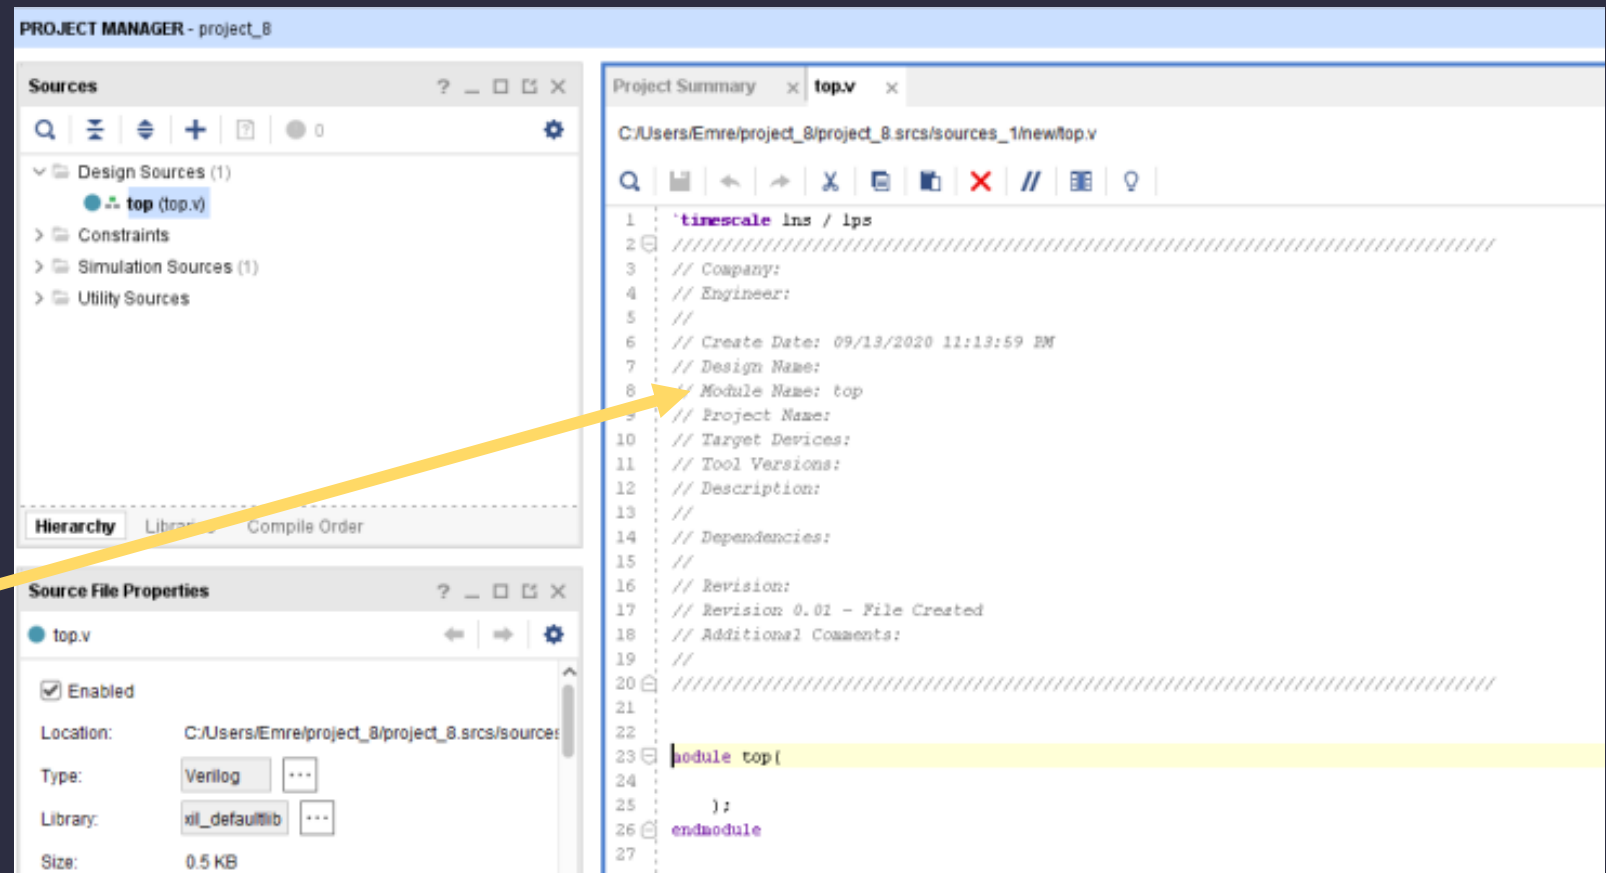 PROJECT MANAGER - project_8
Sources
0
Design Sources (1)
top (top.v)
Constraints
Simulation Sources (1)
Utility Sources
Hierarchy Compile Order
Source File Properties
top.v
Enabled
Location: C:/Users/Emre/project_8/project_8.srcs/sources
Type: Verilog ...
Library: xil_defaultlib ...
Size: 0.5 KB
Project Summary × top.v ×
C:/Users/Emre/project_8/project_8.srcs/sources_1/new/top.v
1 `timescale 1ns / 1ps
2 //////////////////////////////////////////////////////////////////////////////////
3 // Company:
4 // Engineer:
5 //
6 // Create Date: 09/13/2020 11:13:59 PM
7 // Design Name:
8 // Module Name: top
9 // Project Name:
10 // Target Devices:
11 // Tool Versions:
12 // Description:
13 //
14 // Dependencies:
15 //
16 // Revision:
17 // Revision 0.01 - File Created
18 // Additional Comments:
19 //
20 //////////////////////////////////////////////////////////////////////////////////
21
22
23 module top(
24
25 );
26 endmodule
27